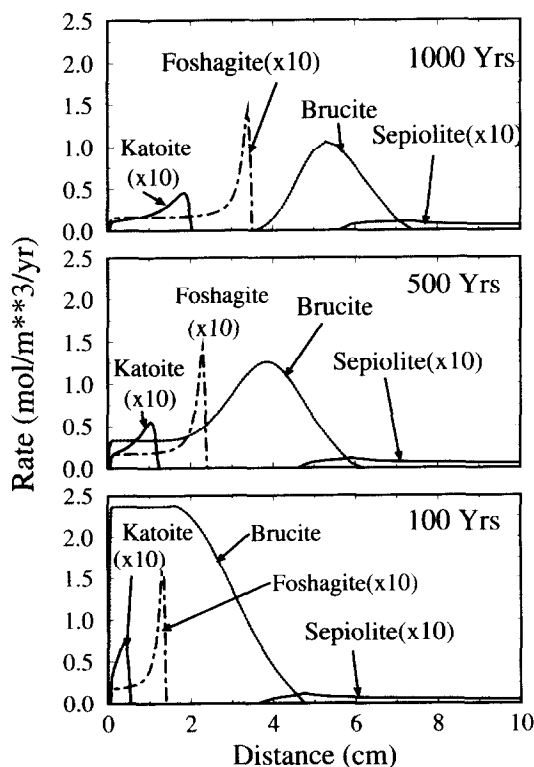 2.5
2.0
1.5
1.0
0.5
0.0
Foshagite(x10)
1000 Yrs
Brucite
Sepiolite(x10)
Katoite
(x10)
2.5
2.0
1.5
1.0
0.5
0.0
500 Yrs
Foshagite
(x10)
Brucite
Katoite
(x10)
Sepiolite(x10)
2.5
2.0
1.5
1.0
0.5
0.0
100 Yrs
Katoite
(x10)
Brucite
Foshagite(x10)
Sepiolite(x10)
0 2 4 6 8 10
Distance (cm)
Rate (mol/m**3/yr)